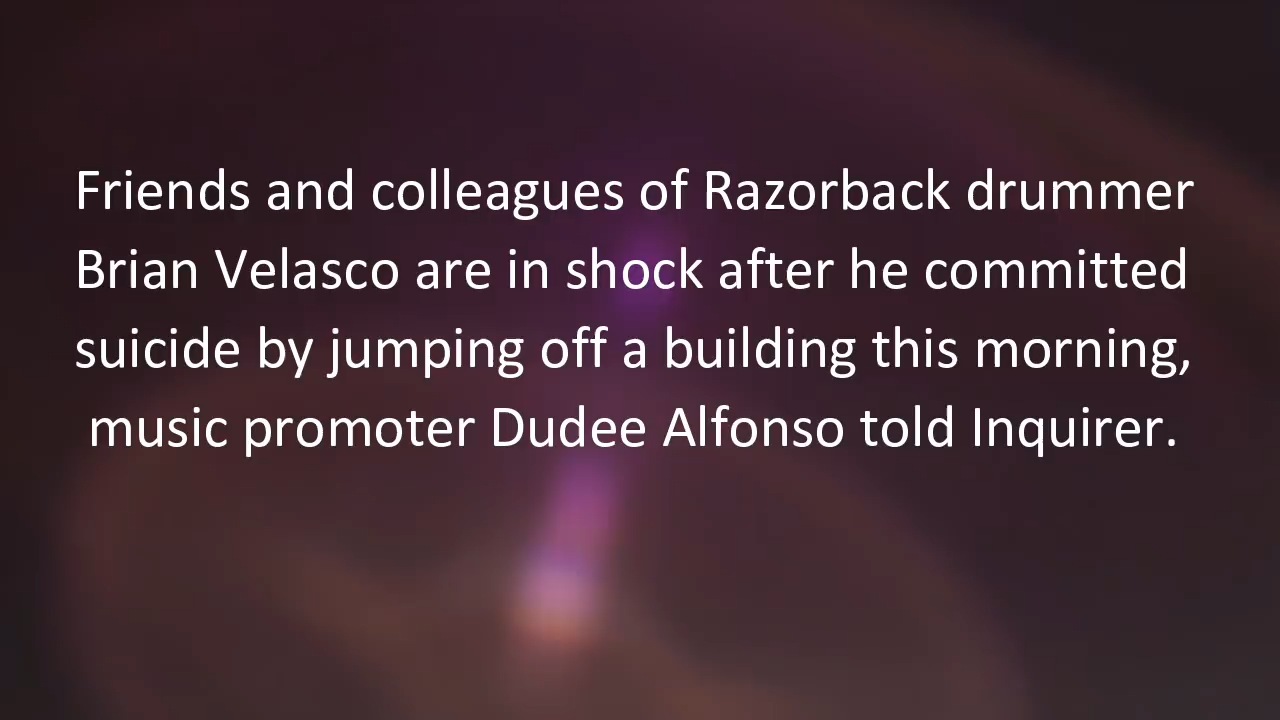 Friends and colleagues of Razorback drummer
Brian Velasco are in shock after he committed
suicide by jumping off a building this morning,
music promoter Dudee Alfonso told Inquirer.